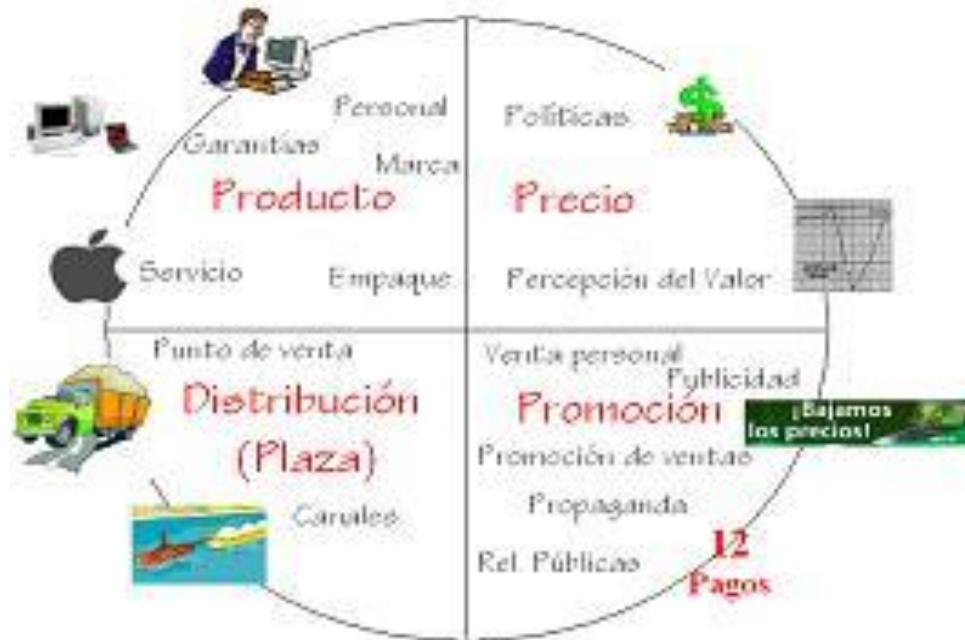 Personal
Garantías
Marca
Producto
Servicio
Empaque
Políticas
Precio
Percepción del Valor
Punto de venta
Distribución
(Plaza)
Canales
Venta personal
Publicidad
Promoción
¡Bajamos
los precios!
Promoción de ventas
Propaganda
Rel. Públicas
12
Pagos